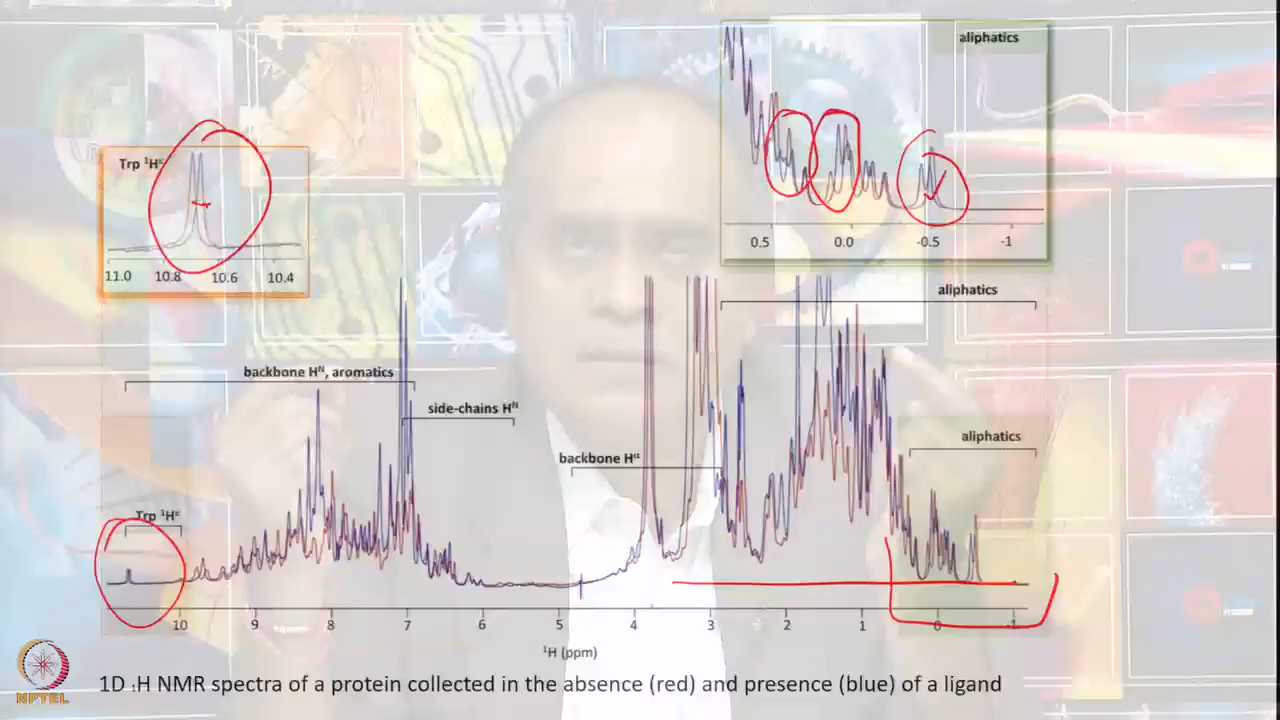 aliphatics
Trp ¹Hᵋ
0.5 0.0 -0.5 -1
11.0 10.8 10.6 10.4
aliphatics
backbone Hᴺ, aromatics
side-chains Hᴺ
aliphatics
backbone Hᵅ
Trp ¹Hᵋ
10 9 8 7 6 5 4 3 2 1 0 -1
¹H (ppm)
1D ¹H NMR spectra of a protein collected in the absence (red) and presence (blue) of a ligand
NPTEL